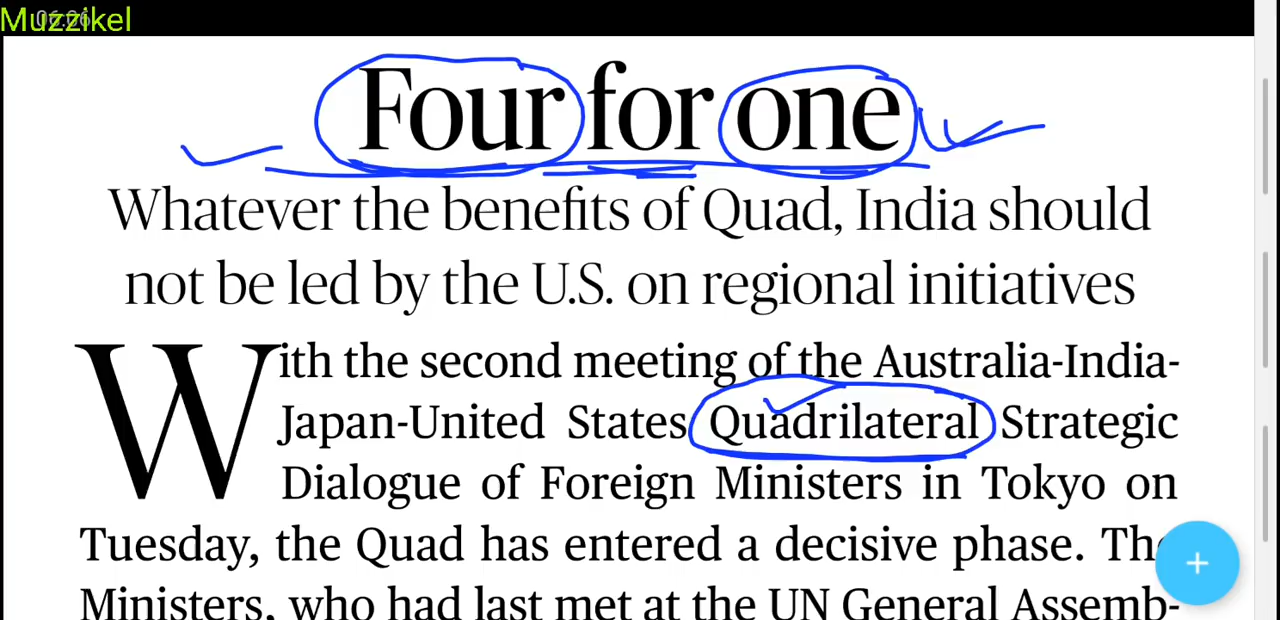 Muzzikel
06:06
Four for one
Whatever the benefits of Quad, India should
not be led by the U.S. on regional initiatives
With the second meeting of the Australia-India-
Japan-United States Quadrilateral Strategic
Dialogue of Foreign Ministers in Tokyo on
Tuesday, the Quad has entered a decisive phase. The
Ministers, who had last met at the UN General Assemb-